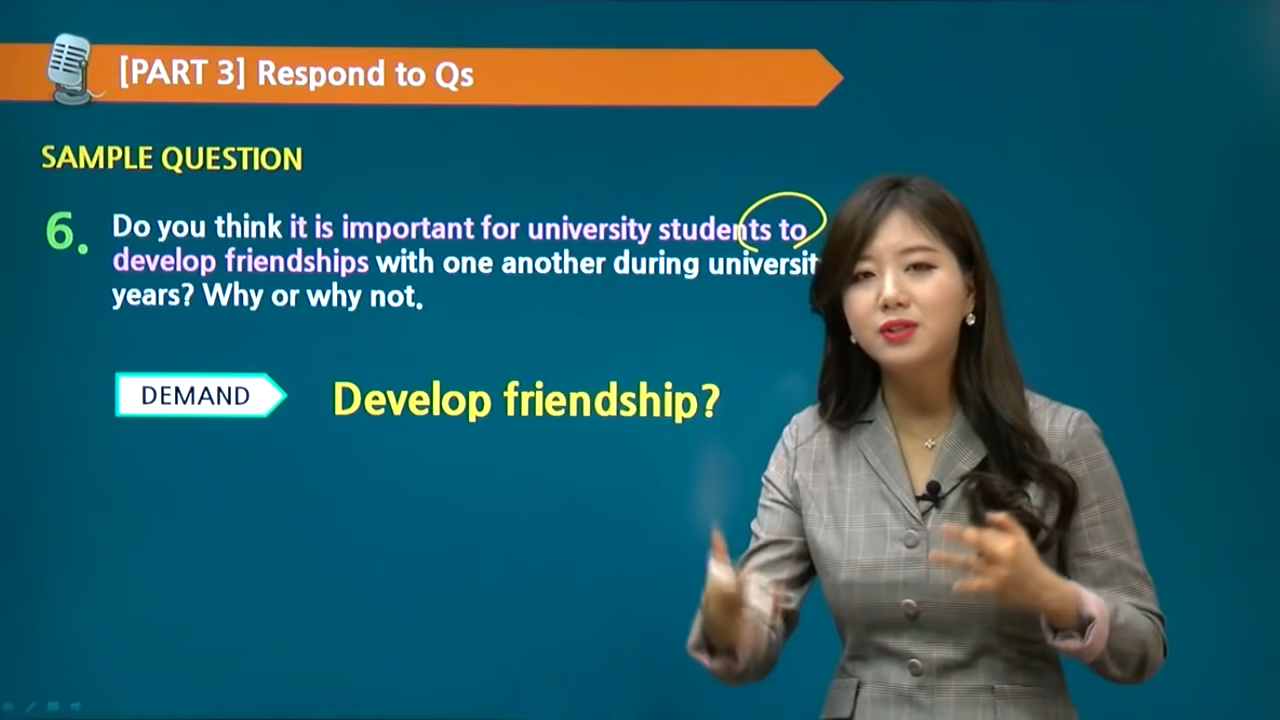 [PART 3] Respond to Qs
SAMPLE QUESTION
6. Do you think it is important for university students to
develop friendships with one another during universit
years? Why or why not.
DEMAND
Develop friendship?